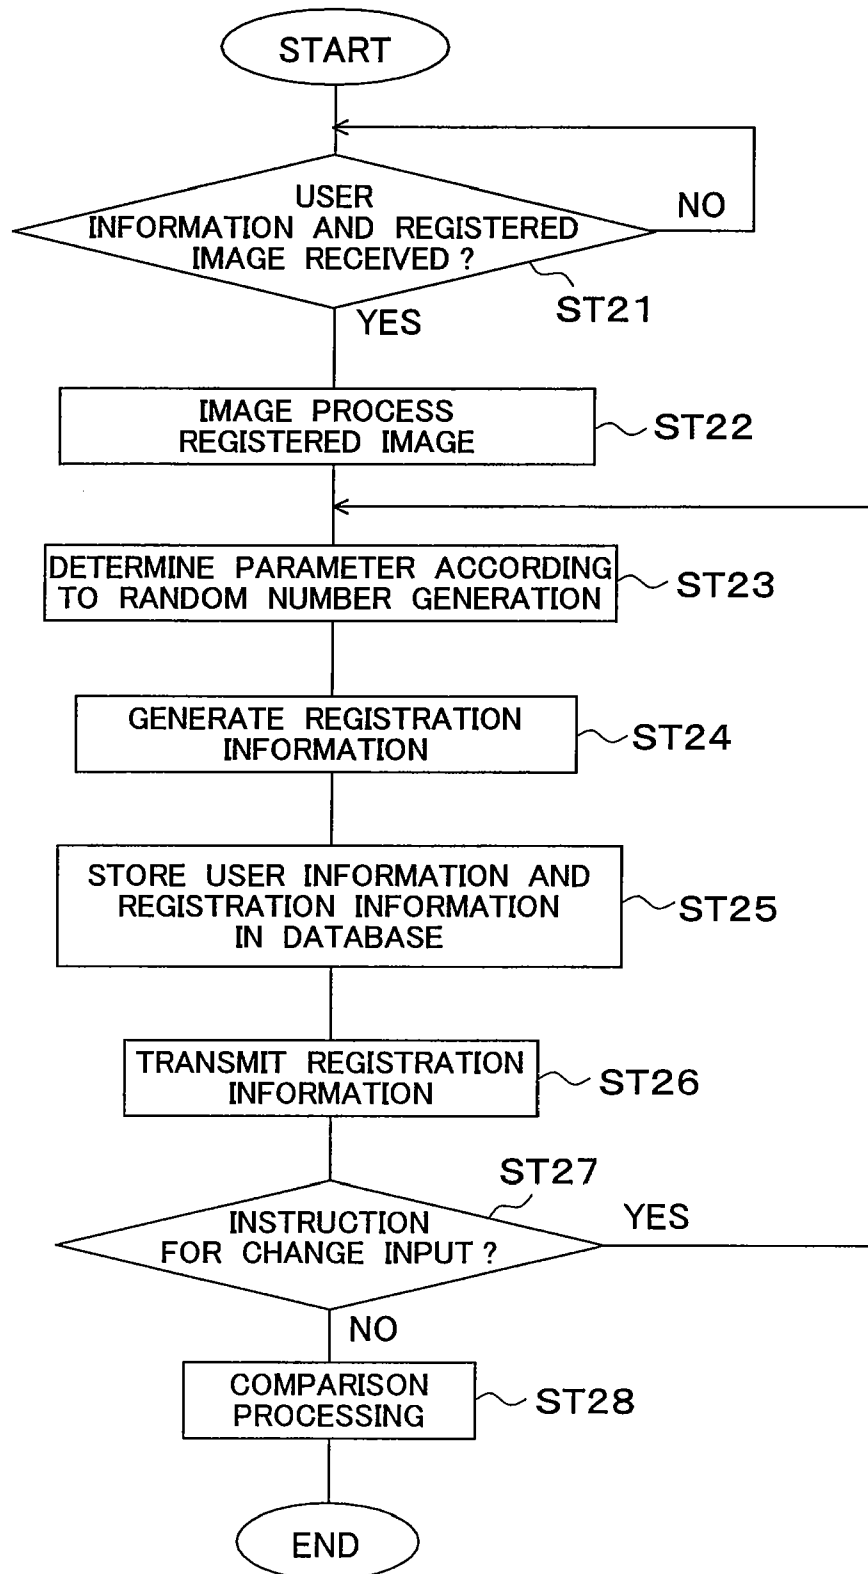 START
USER
INFORMATION AND REGISTERED
IMAGE RECEIVED?
NO
ST21
YES
IMAGE PROCESS
REGISTERED IMAGE
ST22
DETERMINE PARAMETER ACCORDING
TO RANDOM NUMBER GENERATION
ST23
GENERATE REGISTRATION
INFORMATION
ST24
STORE USER INFORMATION AND
REGISTRATION INFORMATION
IN DATABASE
ST25
TRANSMIT REGISTRATION
INFORMATION
ST26
ST27
INSTRUCTION
FOR CHANGE INPUT?
YES
NO
COMPARISON
PROCESSING
ST28
END